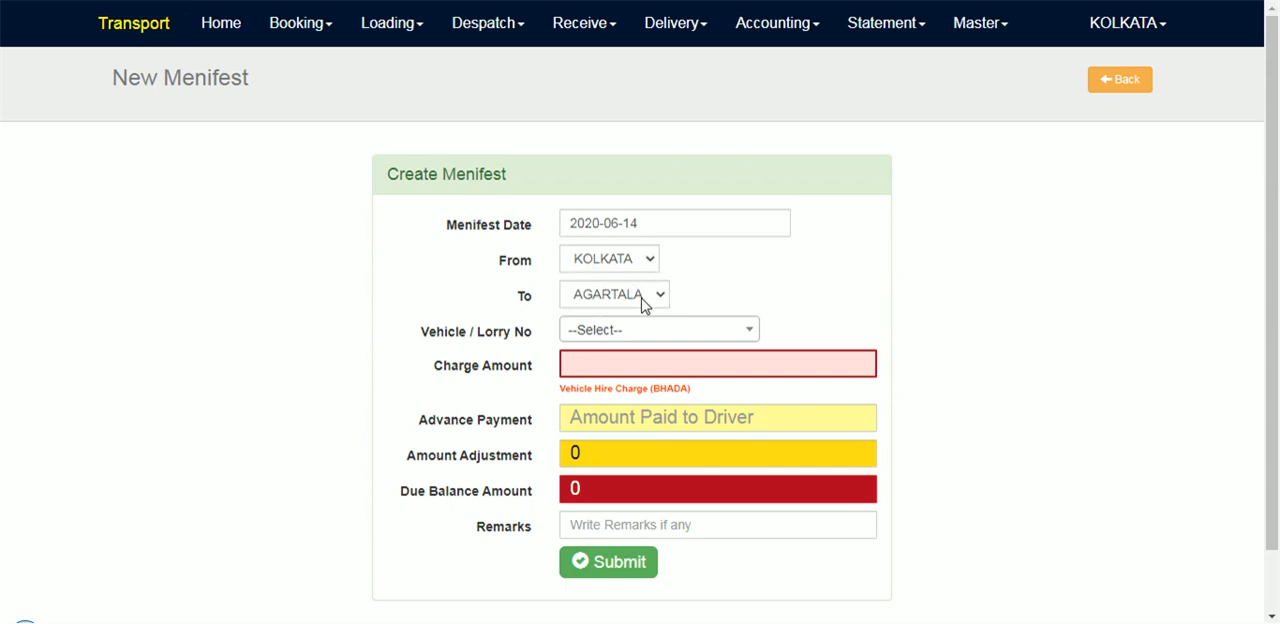 Transport Home Booking Loading Despatch Receive Delivery Accounting Statement Master KOLKATA
New Menifest
Back
Create Menifest
Menifest Date 2020-06-14
From KOLKATA
To AGARTALA
Vehicle / Lorry No --Select--
Charge Amount
Vehicle Hire Charge (BHADA)
Advance Payment Amount Paid to Driver
Amount Adjustment 0
Due Balance Amount 0
Remarks Write Remarks if any
Submit